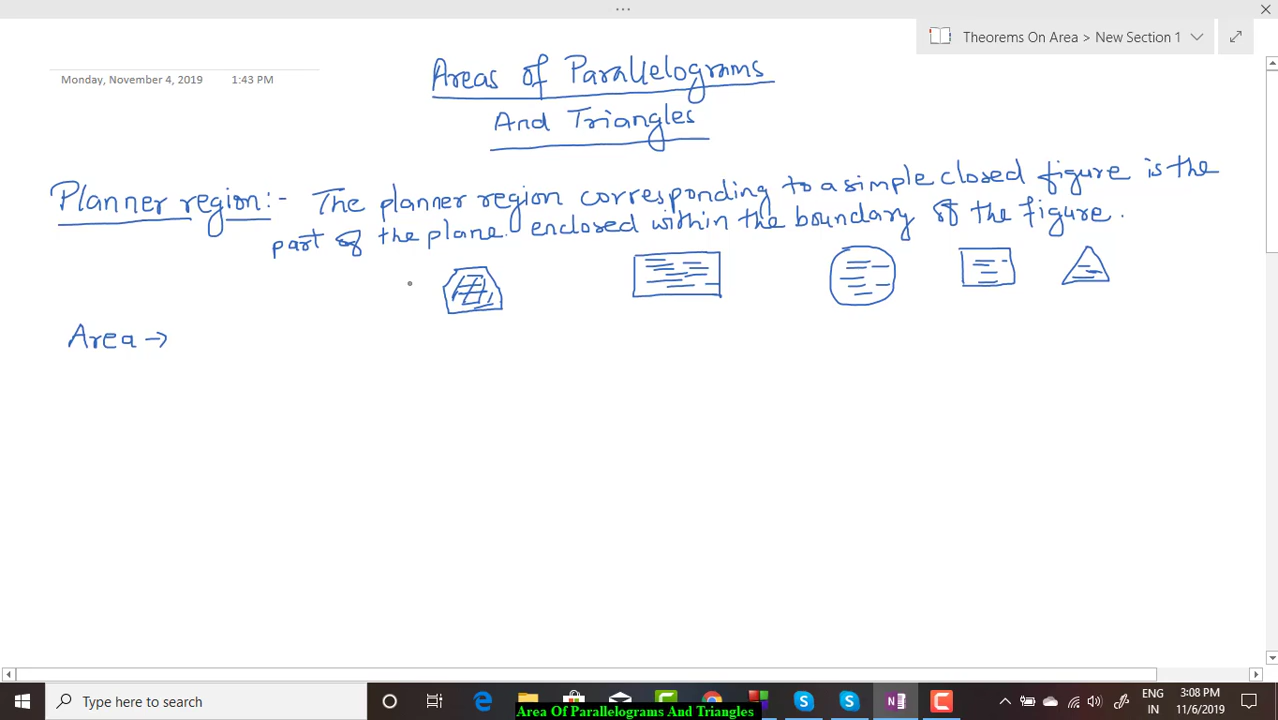 Theorems On Area > New Section 1
Monday, November 4, 2019 1:43 PM
Areas of Parallelograms
And Triangles
Planner region:- The planner region corresponding to a simple closed figure is the
part of the plane. enclosed within the boundary of the figure.
Area →
Type here to search
Area Of Parallelograms And Triangles
ENG
IN
3:08 PM
11/6/2019